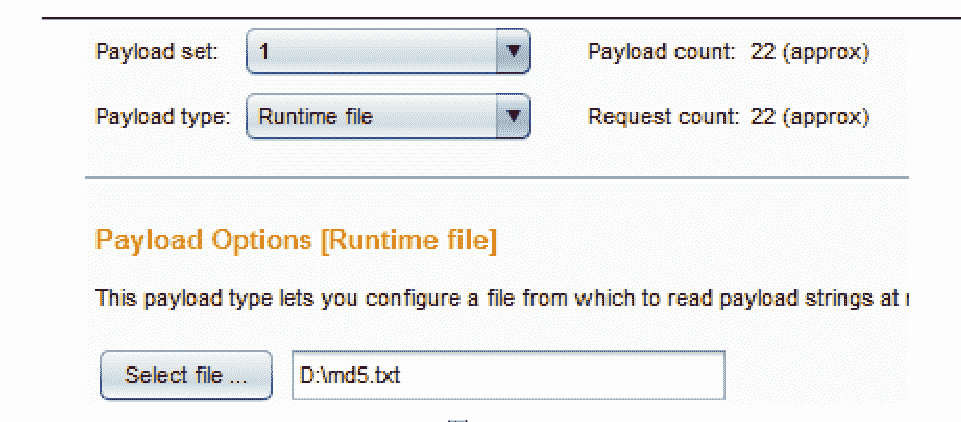 Payload set: 1 Payload count: 22 (approx)
Payload type: Runtime file Request count: 22 (approx)
Payload Options [Runtime file]
This payload type lets you configure a file from which to read payload strings at
Select file ... D:\md5.txt